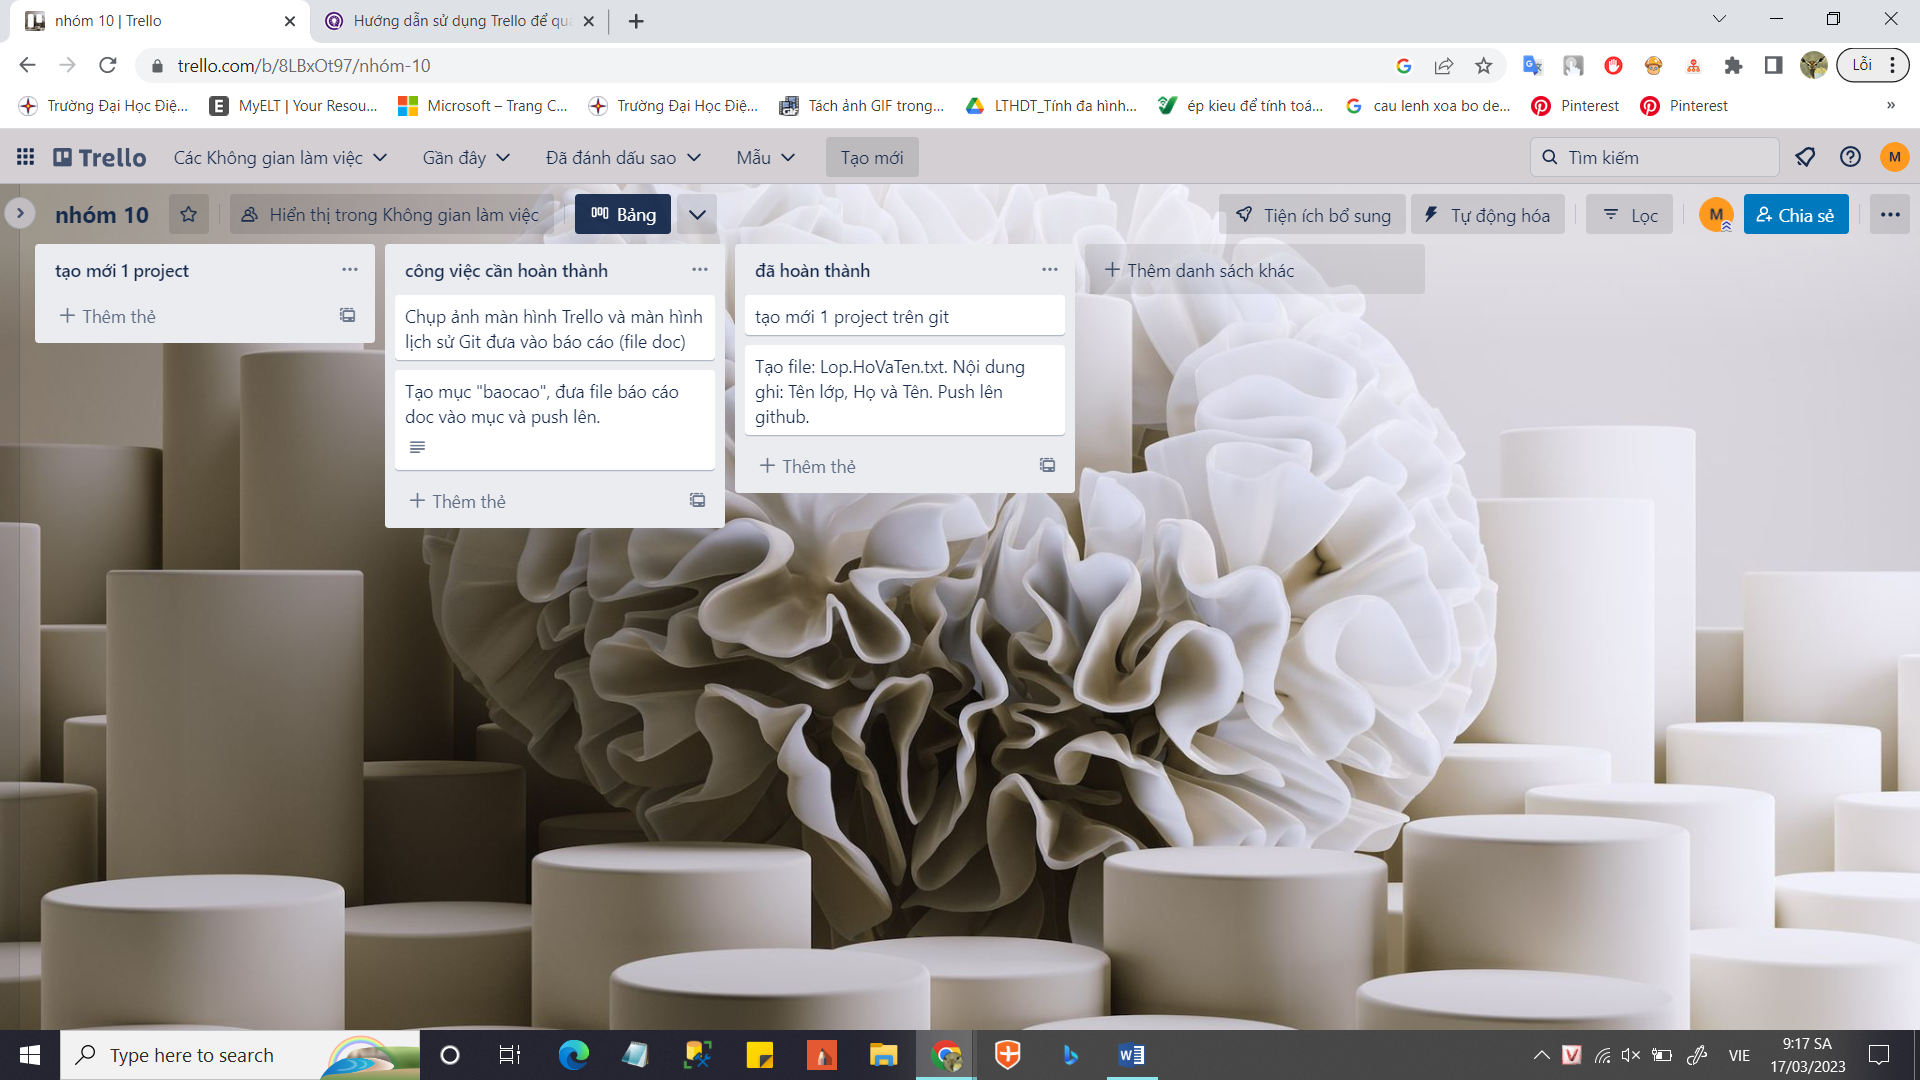 nhóm 10 | Trello
Hướng dẫn sử dụng Trello để quả
trello.com/b/8LBxOt97/nhóm-10
Lỗi
Trường Đại Học Điệ...
MyELT | Your Resou...
Microsoft – Trang C...
Trường Đại Học Điệ...
Tách ảnh GIF trong...
LTHDT_Tính đa hình...
ép kieu để tính toá...
cau lenh xoa bo de...
Pinterest
Pinterest
»
Trello
Các Không gian làm việc
Gần đây
Đã đánh dấu sao
Mẫu
Tạo mới
Tìm kiếm
M
nhóm 10
Hiển thị trong Không gian làm việc
Bảng
Tiện ích bổ sung
Tự động hóa
Lọc
M
Chia sẻ
tạo mới 1 project
+ Thêm thẻ
công việc cần hoàn thành
Chụp ảnh màn hình Trello và màn hình
lịch sử Git đưa vào báo cáo (file doc)
Tạo mục "baocao", đưa file báo cáo
doc vào mục và push lên.
+ Thêm thẻ
đã hoàn thành
tạo mới 1 project trên git
Tạo file: Lop.HoVaTen.txt. Nội dung
ghi: Tên lớp, Họ và Tên. Push lên
github.
+ Thêm thẻ
+ Thêm danh sách khác
Type here to search
VIE
9:17 SA
17/03/2023